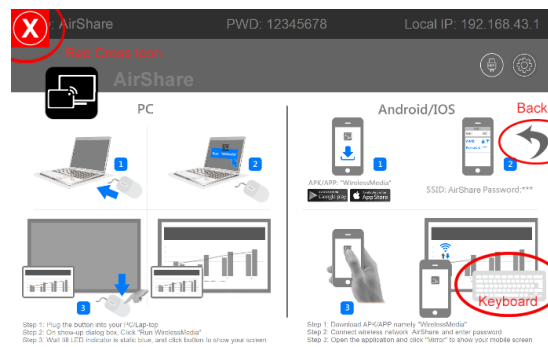 : AirShare PWD: 12345678 Local IP: 192.168.43.1
X
Red Cross Icon
AirShare
PC
Android/IOS
Back
1
2
1
2
APK/APP: "WirelessMedia"
Google play
App Store
SSID: AirShare Password:***
3
3
Keyboard
Step 1: Plug the button into your PC/Lap-top
Step 2: On show-up dialog box, Click "Run WirelessMedia"
Step 3: Wait till LED indicator is static blue, and click button to show your screen
Step 1: Download APK/APP namely "WirelessMedia"
Step 2: Connect wireless network AirShare and enter password
Step 3: Open the application and click "Mirror" to show your mobile screen